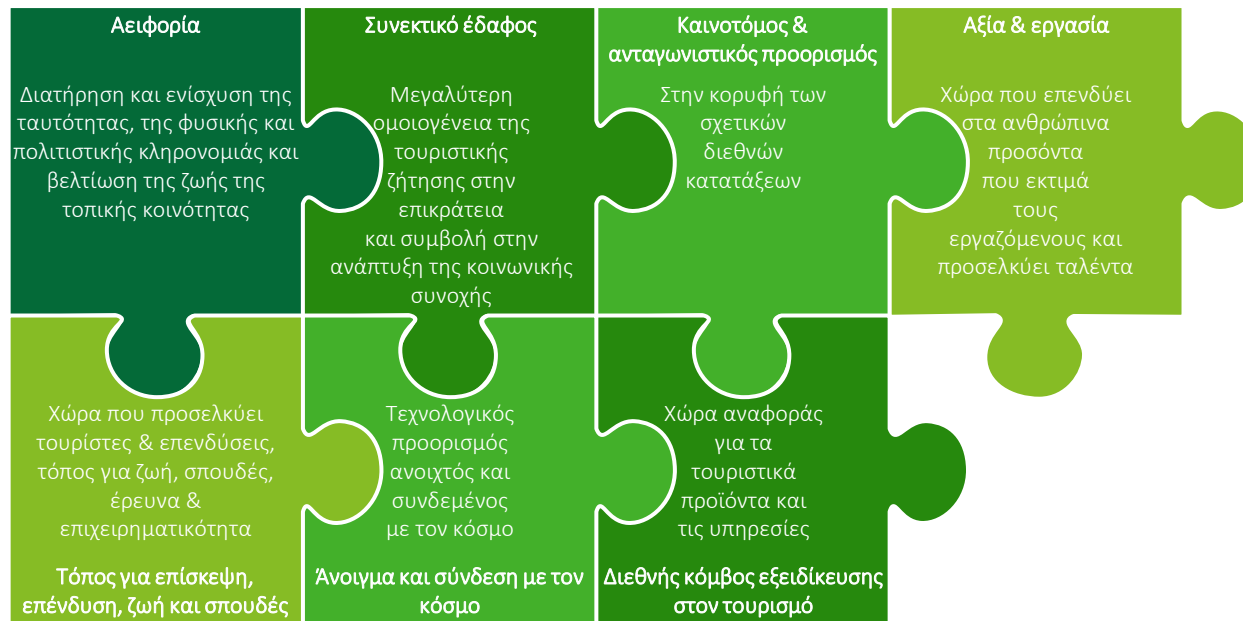 Αειφορία
Διατήρηση και ενίσχυση της
ταυτότητας, της φυσικής και
πολιτιστικής κληρονομιάς και
βελτίωση της ζωής της
τοπικής κοινότητας
Συνεκτικό έδαφος
Μεγαλύτερη
ομοιογένεια της
τουριστικής
ζήτησης στην
επικράτεια
και συμβολή στην
ανάπτυξη της κοινωνικής
συνοχής
Καινοτόμος &
ανταγωνιστικός προορισμός
Στην κορυφή των
σχετικών
διεθνών
κατατάξεων
Αξία & εργασία
Χώρα που επενδύει
στα ανθρώπινα
προσόντα
που εκτιμά
τους
εργαζόμενους και
προσελκύει ταλέντα
Χώρα που προσελκύει
τουρίστες & επενδύσεις,
τόπος για ζωή, σπουδές,
έρευνα &
επιχειρηματικότητα
Τόπος για επίσκεψη,
επένδυση, ζωή και σπουδές
Τεχνολογικός
προορισμός
ανοιχτός και
συνδεμένος
με τον κόσμο
Άνοιγμα και σύνδεση με τον
κόσμο
Χώρα αναφοράς
για τα
τουριστικά
προϊόντα και
τις υπηρεσίες
Διεθνής κόμβος εξειδίκευσης
στον τουρισμό